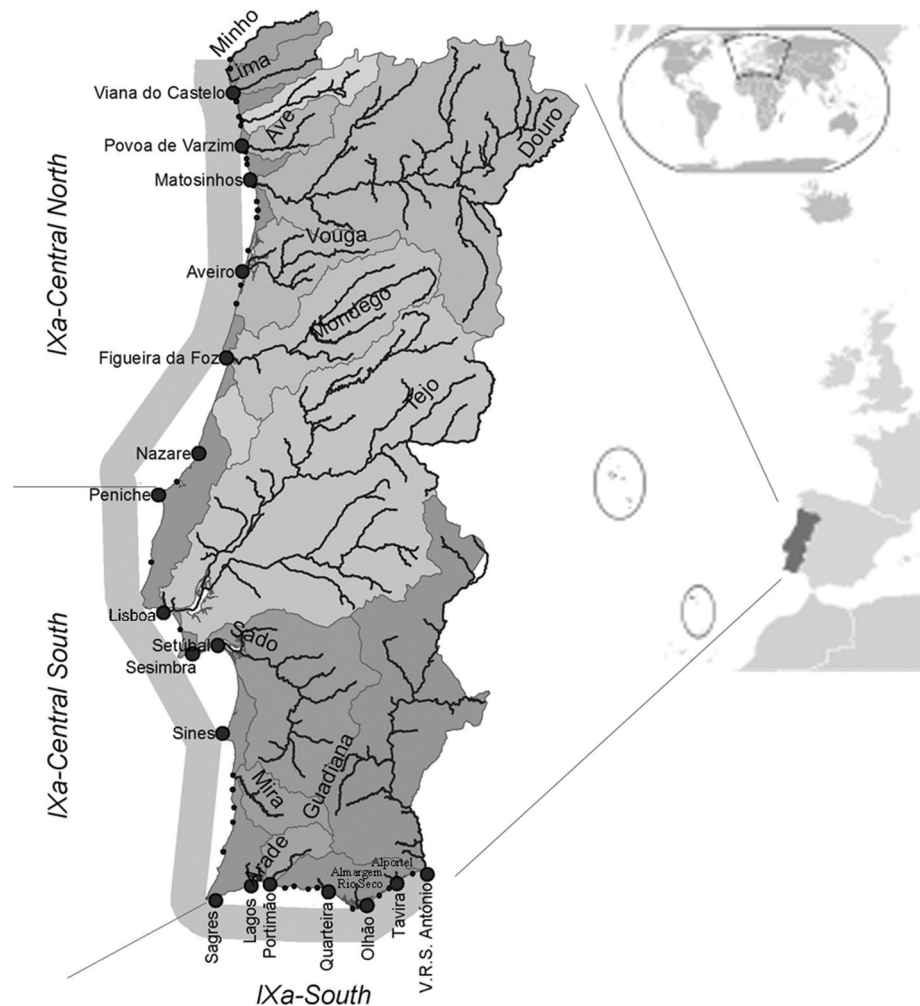 Minho
Lima
Viana do Castelo
Ave
Povoa de Varzim
Douro
Matosinhos
IXa-Central North
Vouga
Aveiro
Mondego
Figueira da Foz
Tejo
Nazare
Peniche
Lisboa
Sado
Setúbal
Sesimbra
IXa-Central South
Sines
Mira
Guadiana
Arade
Alportel
Almargem
Rio Seco
Sagres
Lagos
Portimão
Quarteira
Olhão
Tavira
V.R.S. António
IXa-South